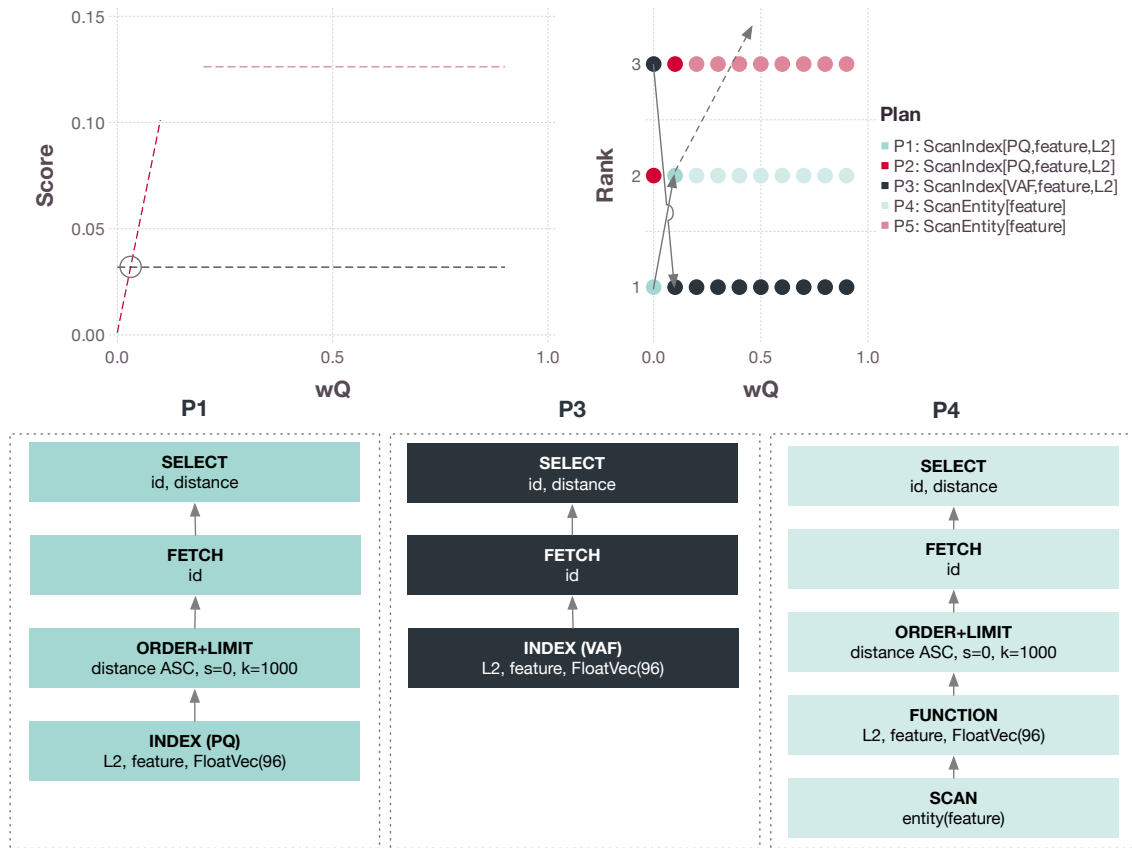 0.15
0.10
0.05
0.00
Score
0.0
0.5
1.0
wQ
3
2
1
Rank
0.0
0.5
1.0
wQ
Plan
P1: ScanIndex[PQ,feature,L2]
P2: ScanIndex[PQ,feature,L2]
P3: ScanIndex[VAF,feature,L2]
P4: ScanEntity[feature]
P5: ScanEntity[feature]
P1
SELECT
id, distance
FETCH
id
ORDER+LIMIT
distance ASC, s=0, k=1000
INDEX (PQ)
L2, feature, FloatVec(96)
P3
SELECT
id, distance
FETCH
id
INDEX (VAF)
L2, feature, FloatVec(96)
P4
SELECT
id, distance
FETCH
id
ORDER+LIMIT
distance ASC, s=0, k=1000
FUNCTION
L2, feature, FloatVec(96)
SCAN
entity(feature)